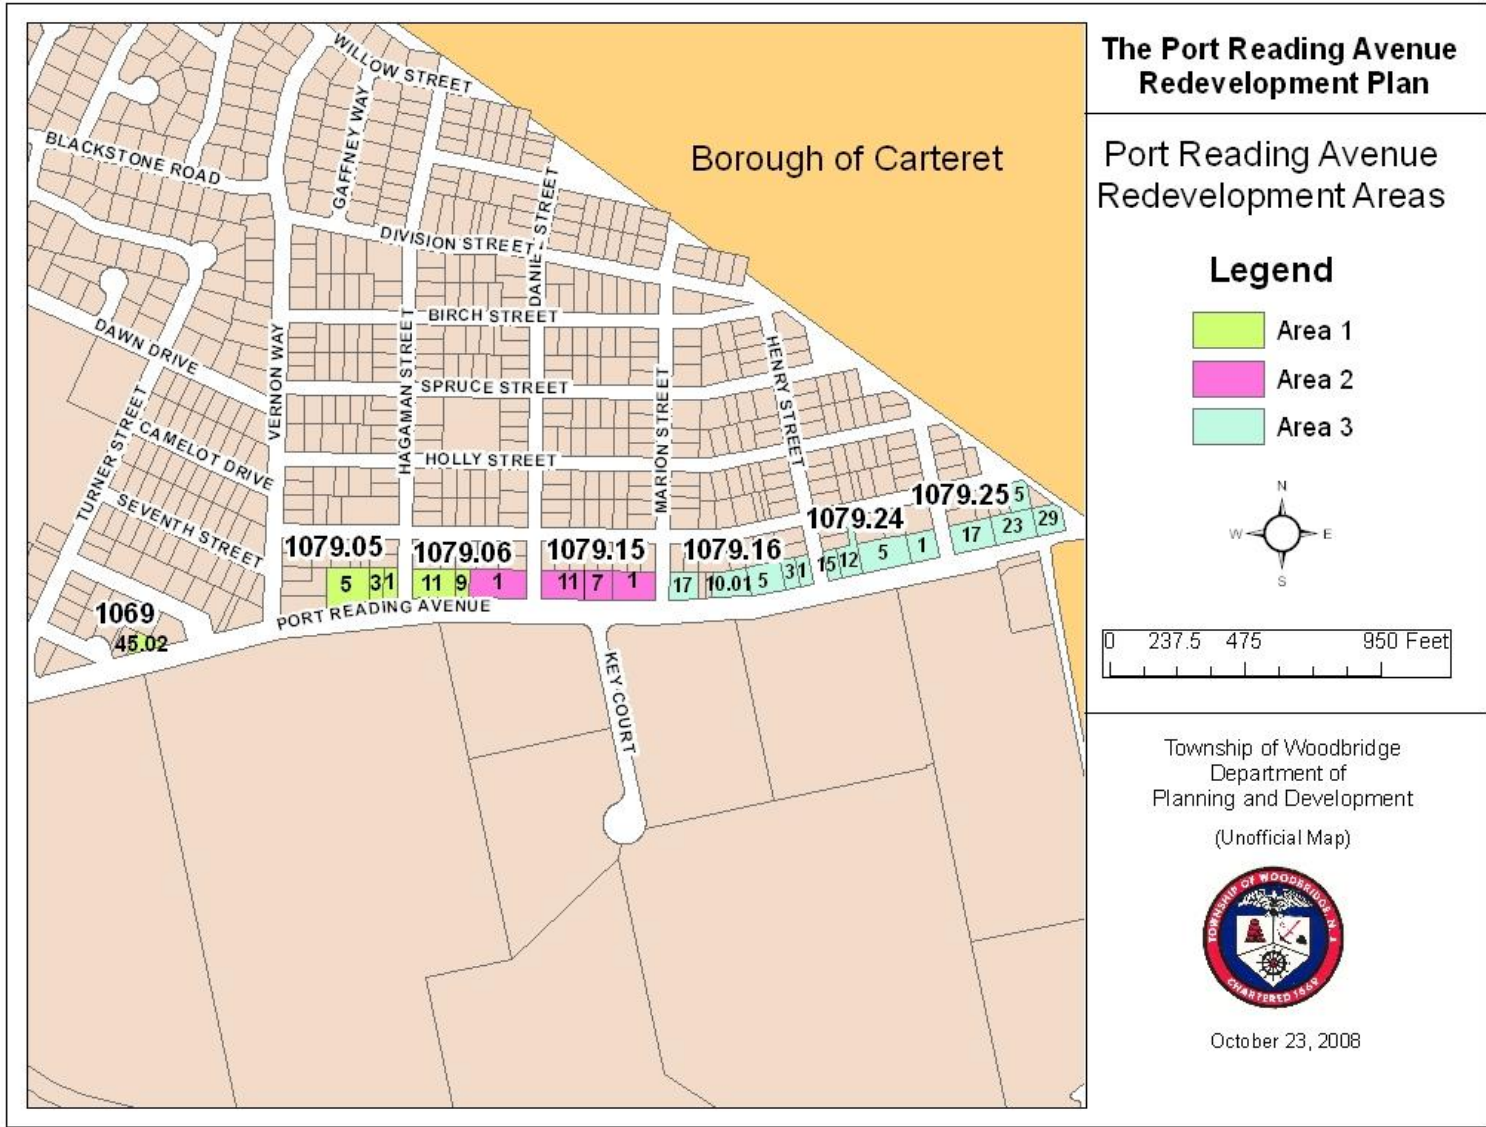 The Port Reading Avenue
Redevelopment Plan
Port Reading Avenue
Redevelopment Areas
Legend
Area 1
Area 2
Area 3
N
W
E
S
0 237.5 475 950 Feet
Township of Woodbridge
Department of
Planning and Development
(Unofficial Map)
TOWNSHIP OF WOODBRIDGE, N.J.
CHARTERED 1669
October 23, 2008
Borough of Carteret
WILLOW STREET
GAFFNEY WAY
BLACKSTONE ROAD
DIVISION STREET
DANIEL STREET
BIRCH STREET
DAWN DRIVE
VERNON WAY
HAGAMAN STREET
SPRUCE STREET
HENRY STREET
MARION STREET
TURNER STREET
CAMELOT DRIVE
HOLLY STREET
SEVENTH STREET
1079.05
1079.06
1079.15
1079.16
1079.24
1079.25
5
5 3 1
11 9 1
11 7 1
17 10.01 5 3 1
15 12 5 1
17 23 29
PORT READING AVENUE
1069
45.02
KEY COURT